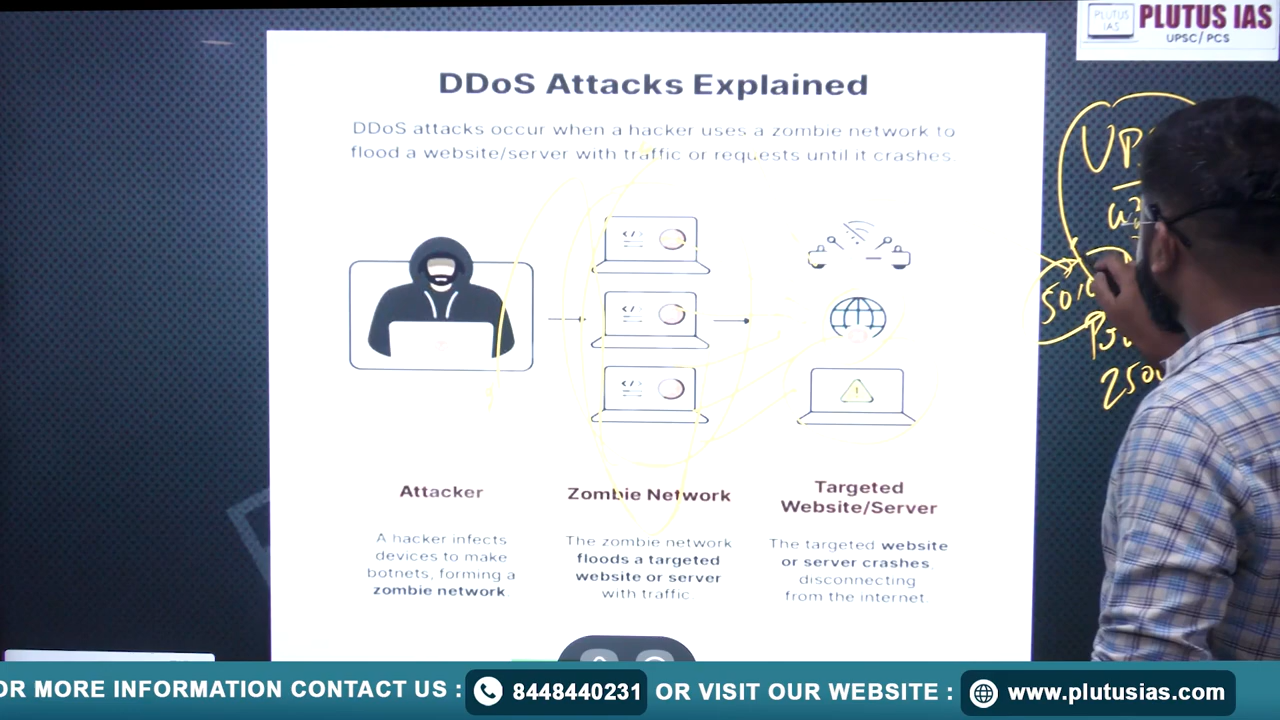 PLUTUS IAS
PLUTUS IAS
UPSC/ PCS
DDoS Attacks Explained
DDoS attacks occur when a hacker uses a zombie network to
flood a website/server with traffic or requests until it crashes.
</>
</>
</>
!
Attacker
Zombie Network
Targeted
Website/Server
A hacker infects
devices to make
botnets, forming a
zombie network.
The zombie network
floods a targeted
website or server
with traffic.
The targeted website
or server crashes
disconnecting
from the internet.
OR MORE INFORMATION CONTACT US : 8448440231 OR VISIT OUR WEBSITE : www.plutusias.com